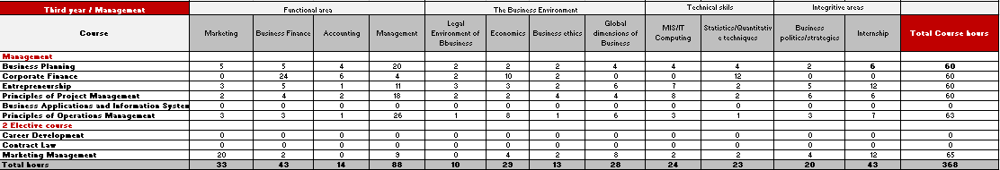 Third year / Management Functional area The Business Environment Technical skils Integritive areas
Course Marketing Business Finance Accounting Management Legal Environment of Bbusiness Economics Business ethics Global dimensions of Business MIS/IT Computing Statistics/Quantitativ e techniques Business politics/strategies Internship Total Course hours
Management
Business Planning 5 5 4 20 2 2 2 4 4 4 2 6 60
Corporate Finance 0 24 6 4 2 10 2 0 0 12 0 0 60
Entrepreneurship 3 5 1 11 3 3 2 6 7 2 5 12 60
Principles of Project Management 2 4 2 18 2 2 4 4 8 2 6 6 60
Business Applications and Information System 0 0 0 0 0 0 0 0 0 0 0 0 0
Principles of Operations Management 3 3 1 26 1 8 1 6 3 1 3 7 63
2 Elective course
Career Development 0 0 0 0 0 0 0 0 0 0 0 0 0
Contract Law 0 0 0 0 0 0 0 0 0 0 0 0 0
Marketing Management 20 2 0 9 0 4 2 8 2 2 4 12 65
Total hours 33 43 14 88 10 29 13 28 24 23 20 43 368